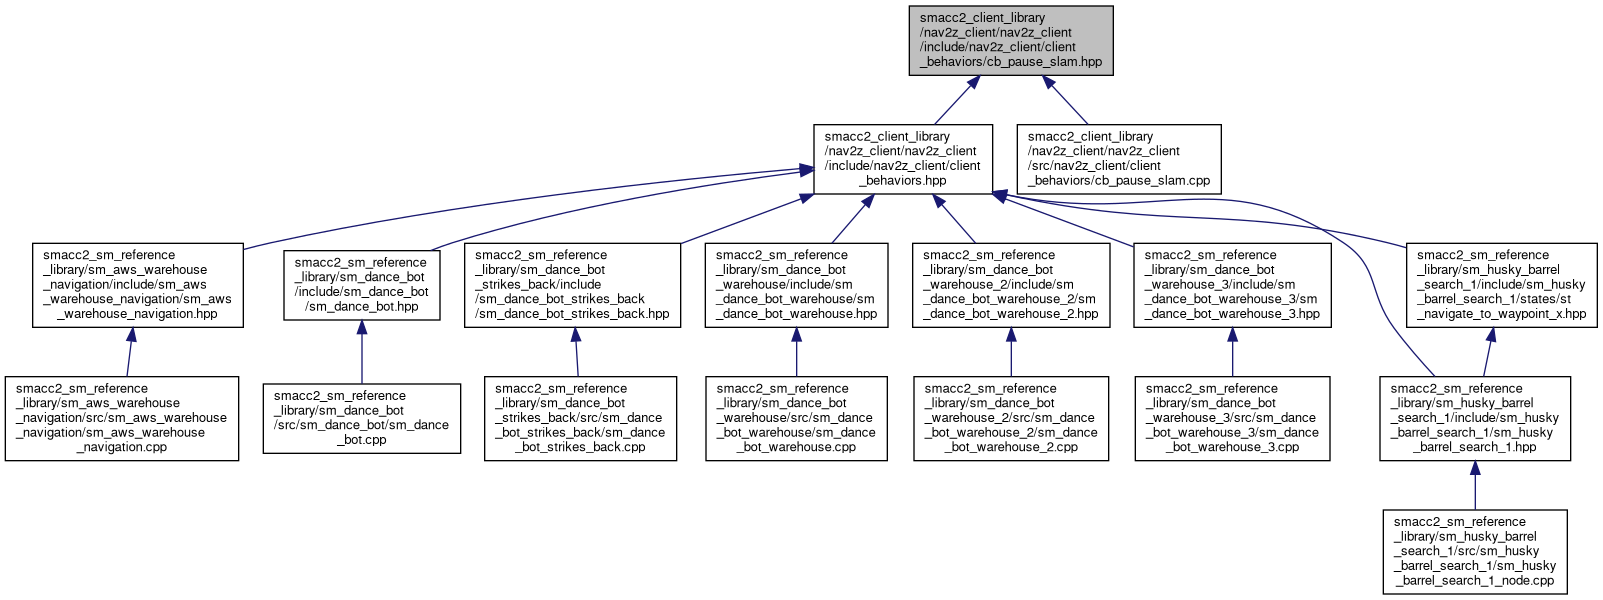 smacc2_client_library
/nav2z_client/nav2z_client
/include/nav2z_client/client
_behaviors/cb_pause_slam.hpp
smacc2_client_library
/nav2z_client/nav2z_client
/include/nav2z_client/client
_behaviors.hpp
smacc2_client_library
/nav2z_client/nav2z_client
/src/nav2z_client/client
_behaviors/cb_pause_slam.cpp
smacc2_sm_reference
_library/sm_aws_warehouse
_navigation/include/sm_aws
_warehouse_navigation/sm_aws
_warehouse_navigation.hpp
smacc2_sm_reference
_library/sm_dance_bot
/include/sm_dance_bot
/sm_dance_bot.hpp
smacc2_sm_reference
_library/sm_dance_bot
_strikes_back/include
/sm_dance_bot_strikes_back
/sm_dance_bot_strikes_back.hpp
smacc2_sm_reference
_library/sm_dance_bot
_warehouse/include/sm
_dance_bot_warehouse/sm
_dance_bot_warehouse.hpp
smacc2_sm_reference
_library/sm_dance_bot
_warehouse_2/include/sm
_dance_bot_warehouse_2/sm
_dance_bot_warehouse_2.hpp
smacc2_sm_reference
_library/sm_dance_bot
_warehouse_3/include/sm
_dance_bot_warehouse_3/sm
_dance_bot_warehouse_3.hpp
smacc2_sm_reference
_library/sm_husky_barrel
_search_1/include/sm_husky
_barrel_search_1/states/st
_navigate_to_waypoint_x.hpp
smacc2_sm_reference
_library/sm_aws_warehouse
_navigation/src/sm_aws_warehouse
_navigation/sm_aws_warehouse
_navigation.cpp
smacc2_sm_reference
_library/sm_dance_bot
/src/sm_dance_bot/sm_dance
_bot.cpp
smacc2_sm_reference
_library/sm_dance_bot
_strikes_back/src/sm_dance
_bot_strikes_back/sm_dance
_bot_strikes_back.cpp
smacc2_sm_reference
_library/sm_dance_bot
_warehouse/src/sm_dance
_bot_warehouse/sm_dance
_bot_warehouse.cpp
smacc2_sm_reference
_library/sm_dance_bot
_warehouse_2/src/sm_dance
_bot_warehouse_2/sm_dance
_bot_warehouse_2.cpp
smacc2_sm_reference
_library/sm_dance_bot
_warehouse_3/src/sm_dance
_bot_warehouse_3/sm_dance
_bot_warehouse_3.cpp
smacc2_sm_reference
_library/sm_husky_barrel
_search_1/include/sm_husky
_barrel_search_1/sm_husky
_barrel_search_1.hpp
smacc2_sm_reference
_library/sm_husky_barrel
_search_1/src/sm_husky
_barrel_search_1/sm_husky
_barrel_search_1_node.cpp